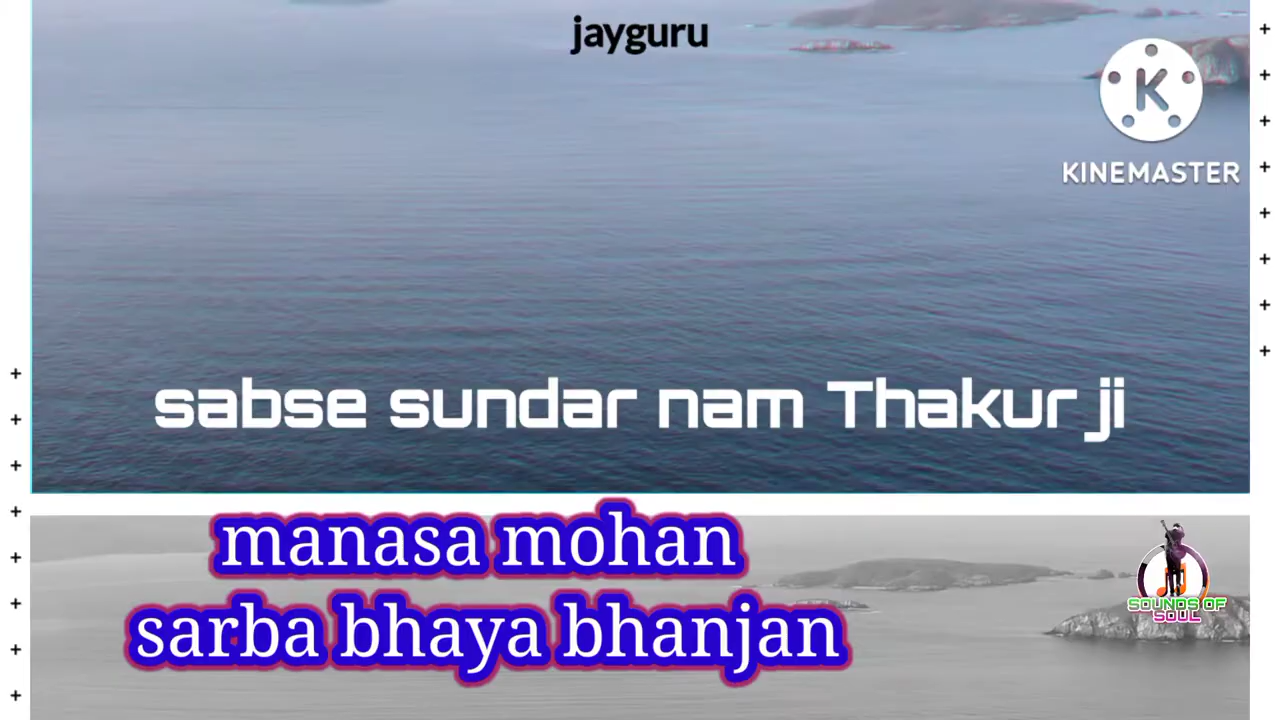 jayguru
KINEMASTER
sabse sundar nam Thakur ji
manasa mohan
sarba bhaya bhanjan
SOUNDS OF
SOUL